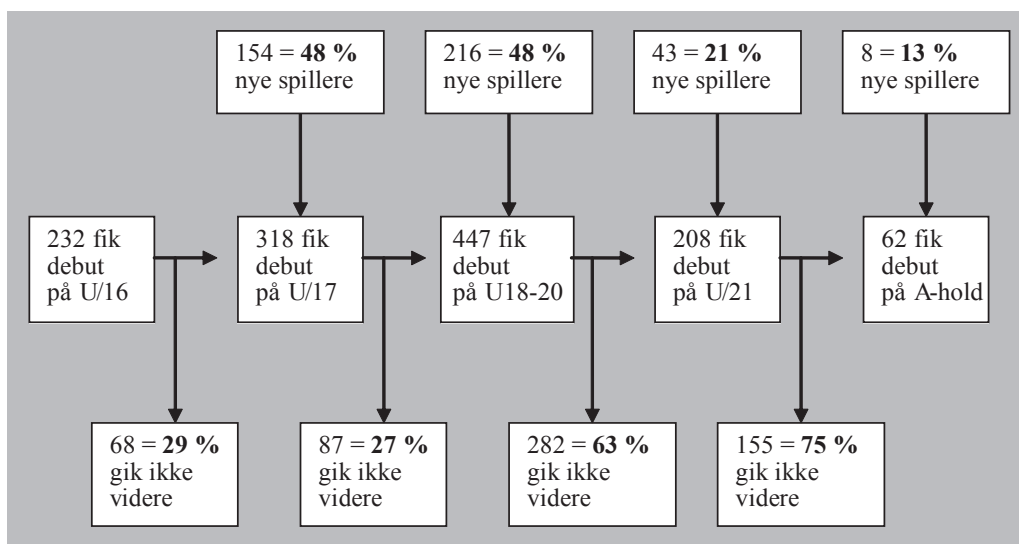 154 = 48 %
nye spillere
216 = 48 %
nye spillere
43 = 21 %
nye spillere
8 = 13 %
nye spillere
232 fik
debut
på U/16
318 fik
debut
på U/17
447 fik
debut
på U18-20
208 fik
debut
på U/21
62 fik
debut
på A-hold
68 = 29 %
gik ikke
videre
87 = 27 %
gik ikke
videre
282 = 63 %
gik ikke
videre
155 = 75 %
gik ikke
videre